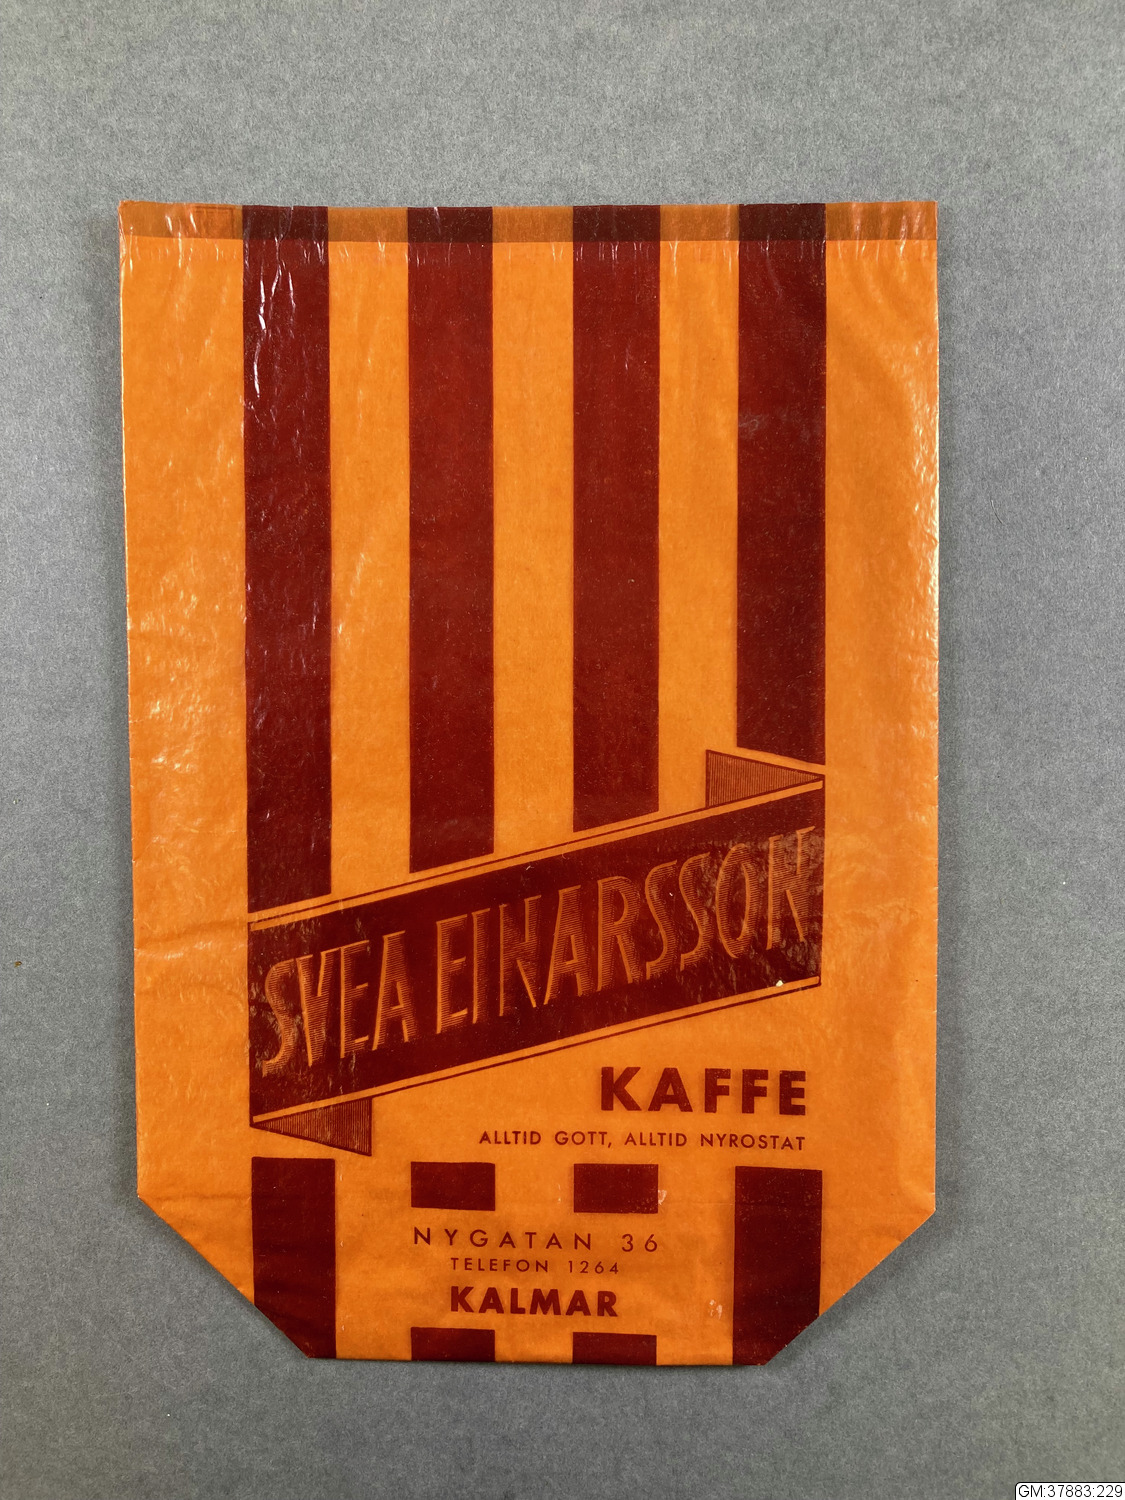 SVEA EINARSSON
KAFFE
ALLTID GOTT, ALLTID NYROSTAT
NYGATAN 36
TELEFON 1264
KALMAR
GM:37883:229